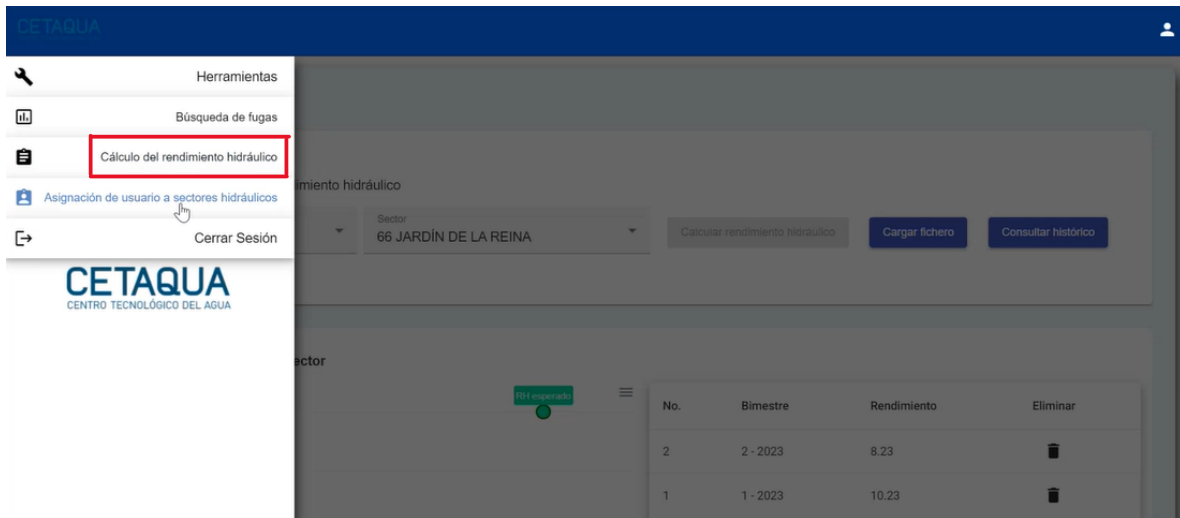 CETAQUA
Herramientas
Búsqueda de fugas
Cálculo del rendimiento hidráulico
Asignación de usuario a sectores hidráulicos
Cerrar Sesión
CETAQUA
CENTRO TECNOLÓGICO DEL AGUA
imiento hidráulico
Sector
66 JARDÍN DE LA REINA
Calcular rendimiento hidraulico
Cargar fichero
Consultar histórico
ector
RH esperado
No. Bimestre Rendimiento Eliminar
2 2 - 2023 8.23
1 1 - 2023 10.23